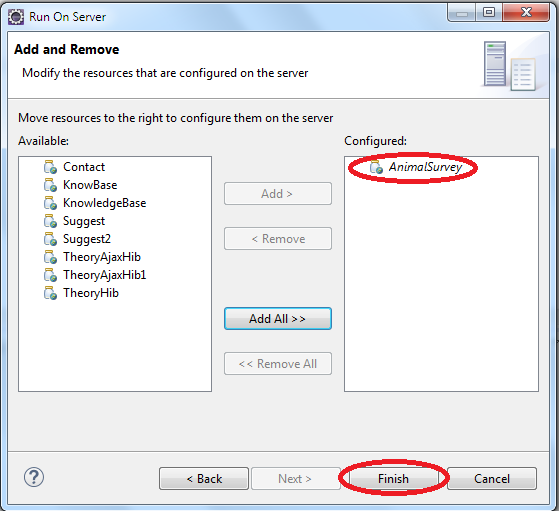 Run On Server
Add and Remove
Modify the resources that are configured on the server
Move resources to the right to configure them on the server
Available:
Configured:
Contact
KnowBase
KnowledgeBase
Suggest
Suggest2
TheoryAjaxHib
TheoryAjaxHib1
TheoryHib
Add >
< Remove
Add All >>
<< Remove All
AnimalSurvey
?
< Back
Next >
Finish
Cancel